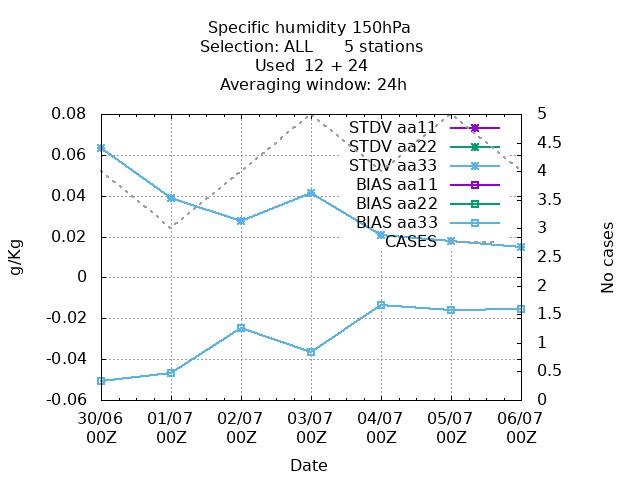 Specific humidity 150hPa
Selection: ALL      5 stations
Used  12 + 24
Averaging window: 24h
0.08
0.06
0.04
0.02
0
-0.02
-0.04
-0.06
g/Kg
STDV aa11
STDV aa22
STDV aa33
BIAS aa11
BIAS aa22
BIAS aa33
CASES
5
4.5
4
3.5
3
2.5
2
1.5
1
0.5
0
No cases
30/06 01/07 02/07 03/07 04/07 05/07 06/07
00Z 00Z 00Z 00Z 00Z 00Z 00Z
Date